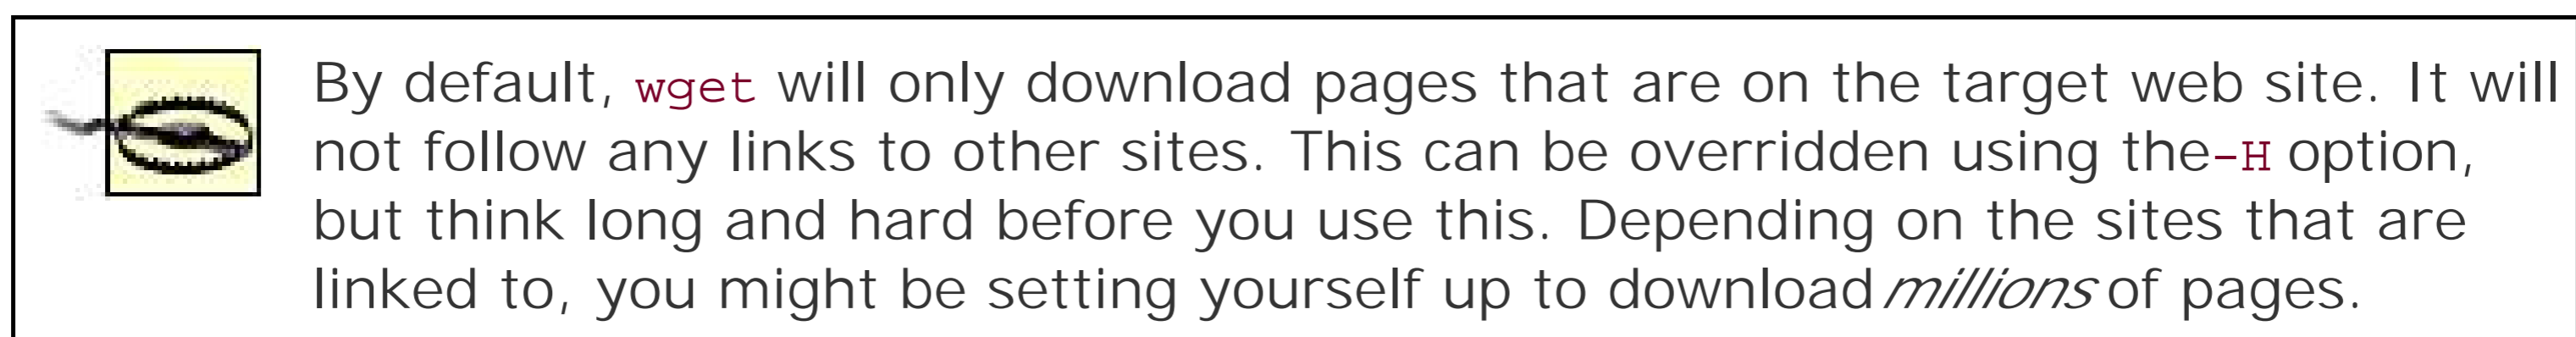 By default, wget will only download pages that are on the target web site. It will
not follow any links to other sites. This can be overridden using the-H option,
but think long and hard before you use this. Depending on the sites that are
linked to, you might be setting yourself up to download millions of pages.